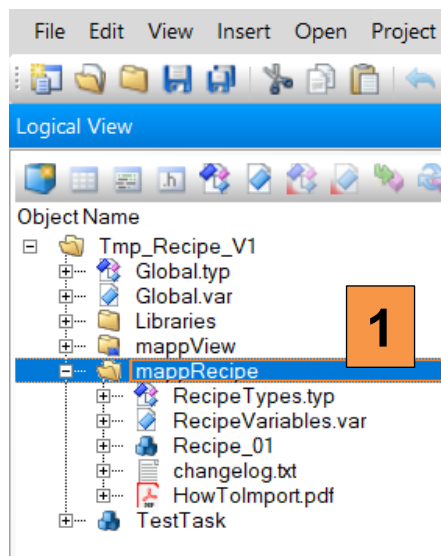 File Edit View Insert Open Project
.h
Logical View
Object Name
Tmp_Recipe_V1
Global.typ
Global.var
Libraries
mappView
1
mappRecipe
RecipeTypes.typ
RecipeVariables.var
Recipe_01
changelog.txt
HowToImport.pdf
TestTask